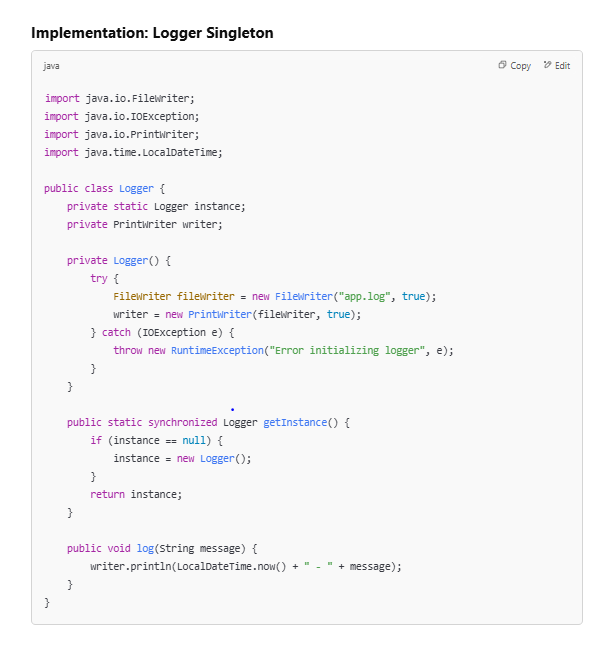 Implementation: Logger Singleton
java
Copy Edit
import java.io.FileWriter;
import java.io.IOException;
import java.io.PrintWriter;
import java.time.LocalDateTime;
public class Logger {
    private static Logger instance;
    private PrintWriter writer;
    private Logger() {
        try {
            FileWriter fileWriter = new FileWriter("app.log", true);
            writer = new PrintWriter(fileWriter, true);
        } catch (IOException e) {
            throw new RuntimeException("Error initializing logger", e);
        }
    }
    public static synchronized Logger getInstance() {
        if (instance == null) {
            instance = new Logger();
        }
        return instance;
    }
    public void log(String message) {
        writer.println(LocalDateTime.now() + " - " + message);
    }
}